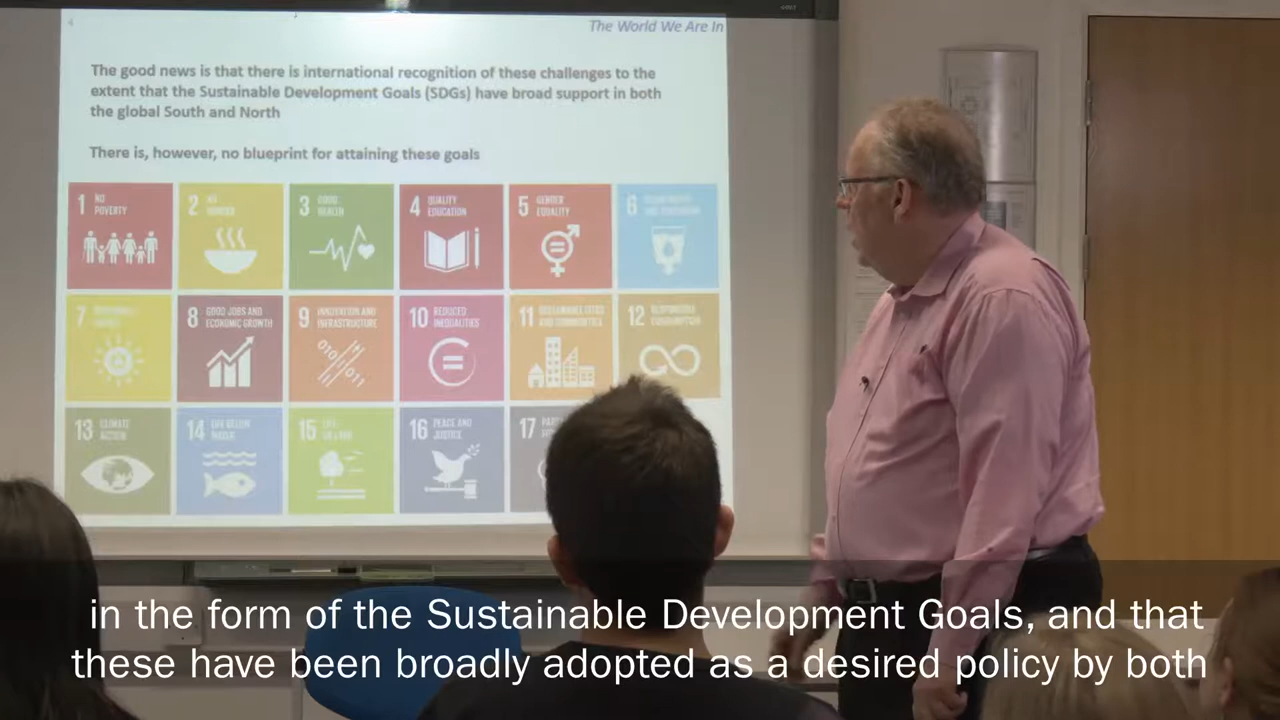 4
The World We Are In
The good news is that there is international recognition of these challenges to the
extent that the Sustainable Development Goals (SDGs) have broad support in both
the global South and North
There is, however, no blueprint for attaining these goals
1 NO
POVERTY
2 NO
HUNGER
3 GOOD
HEALTH
4 QUALITY
EDUCATION
5 GENDER
EQUALITY
6
7
8 GOOD JOBS AND
ECONOMIC GROWTH
9 INNOVATION AND
INFRASTRUCTURE
010
011
10 REDUCED
INEQUALITIES
11 SUSTAINABLE CITIES
AND COMMUNITIES
12 RESPONSIBLE
CONSUMPTION
13 CLIMATE
ACTION
14 LIFE BELOW
WATER
15 LIFE
ON LAND
16 PEACE AND
JUSTICE
17
in the form of the Sustainable Development Goals, and that
these have been broadly adopted as a desired policy by both